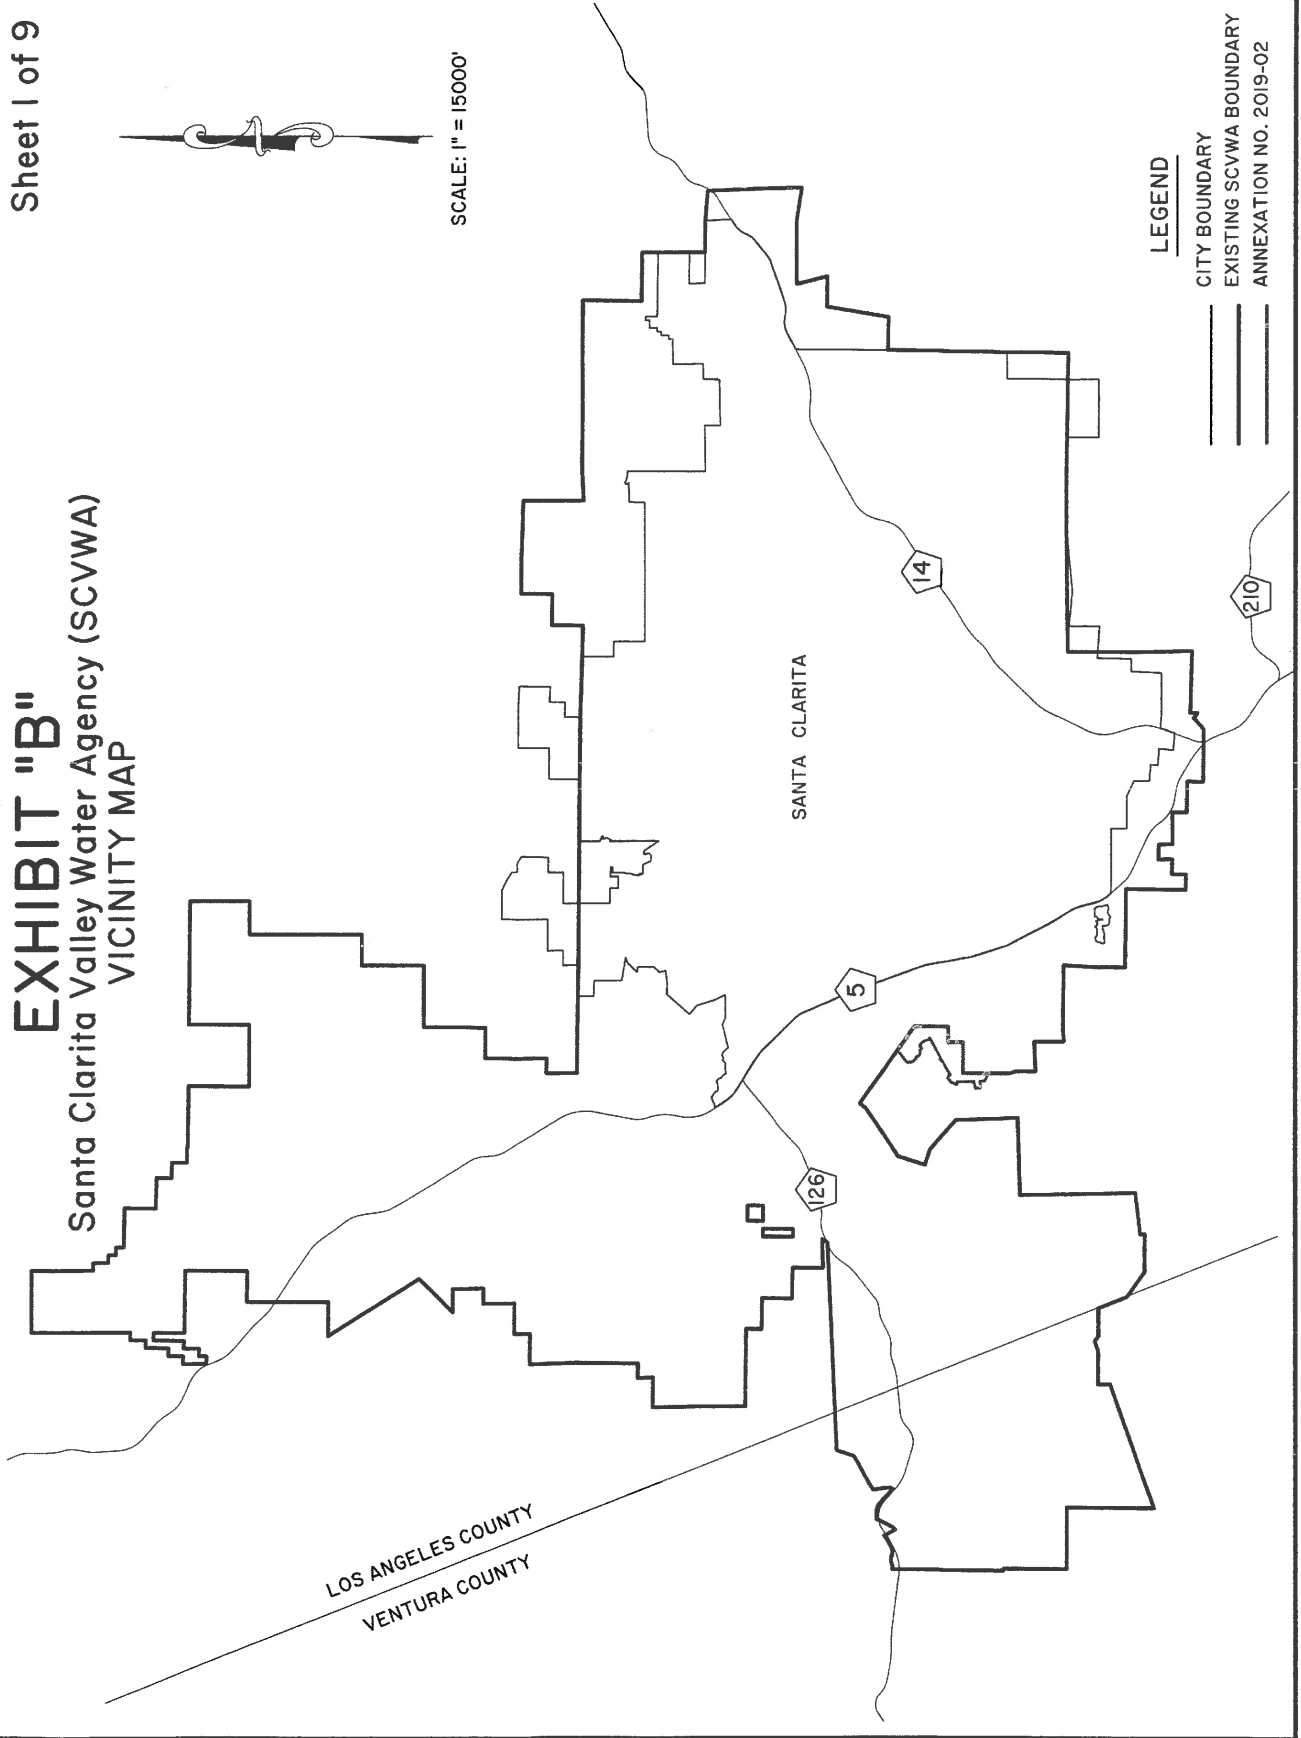 Sheet 1 of 9
EXHIBIT "B"
Santa Clarita Valley Water Agency (SCVWA)
VICINITY MAP
SCALE: 1" = 15000'
SANTA CLARITA
14
5
126
210
LOS ANGELES COUNTY
VENTURA COUNTY
LEGEND
CITY BOUNDARY
EXISTING SCVWA BOUNDARY
ANNEXATION NO. 2019-02